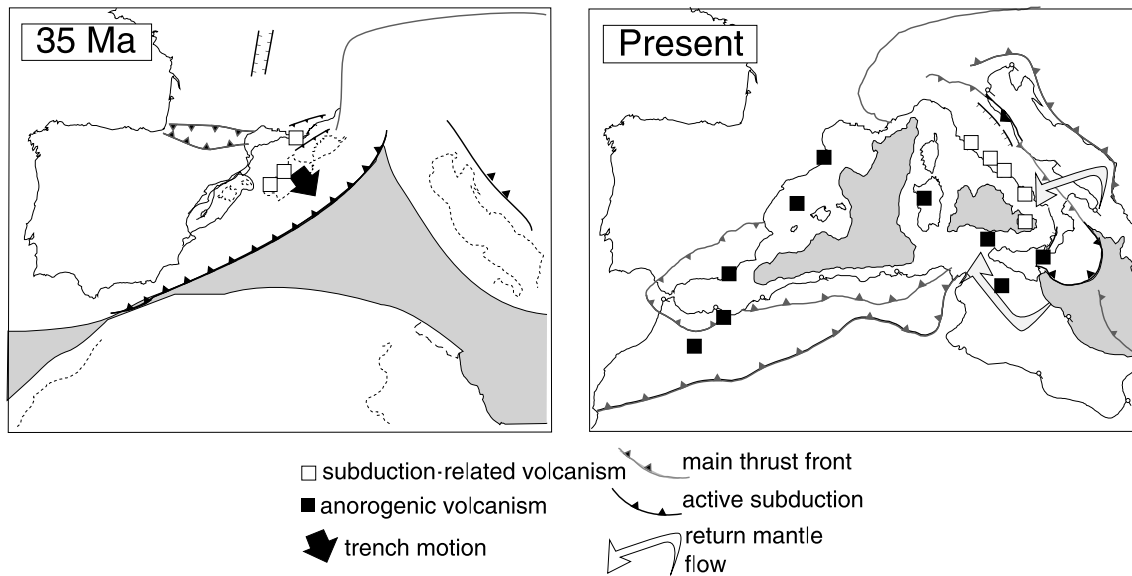 35 Ma
Present
subduction-related volcanism
anorogenic volcanism
trench motion
main thrust front
active subduction
return mantle
flow